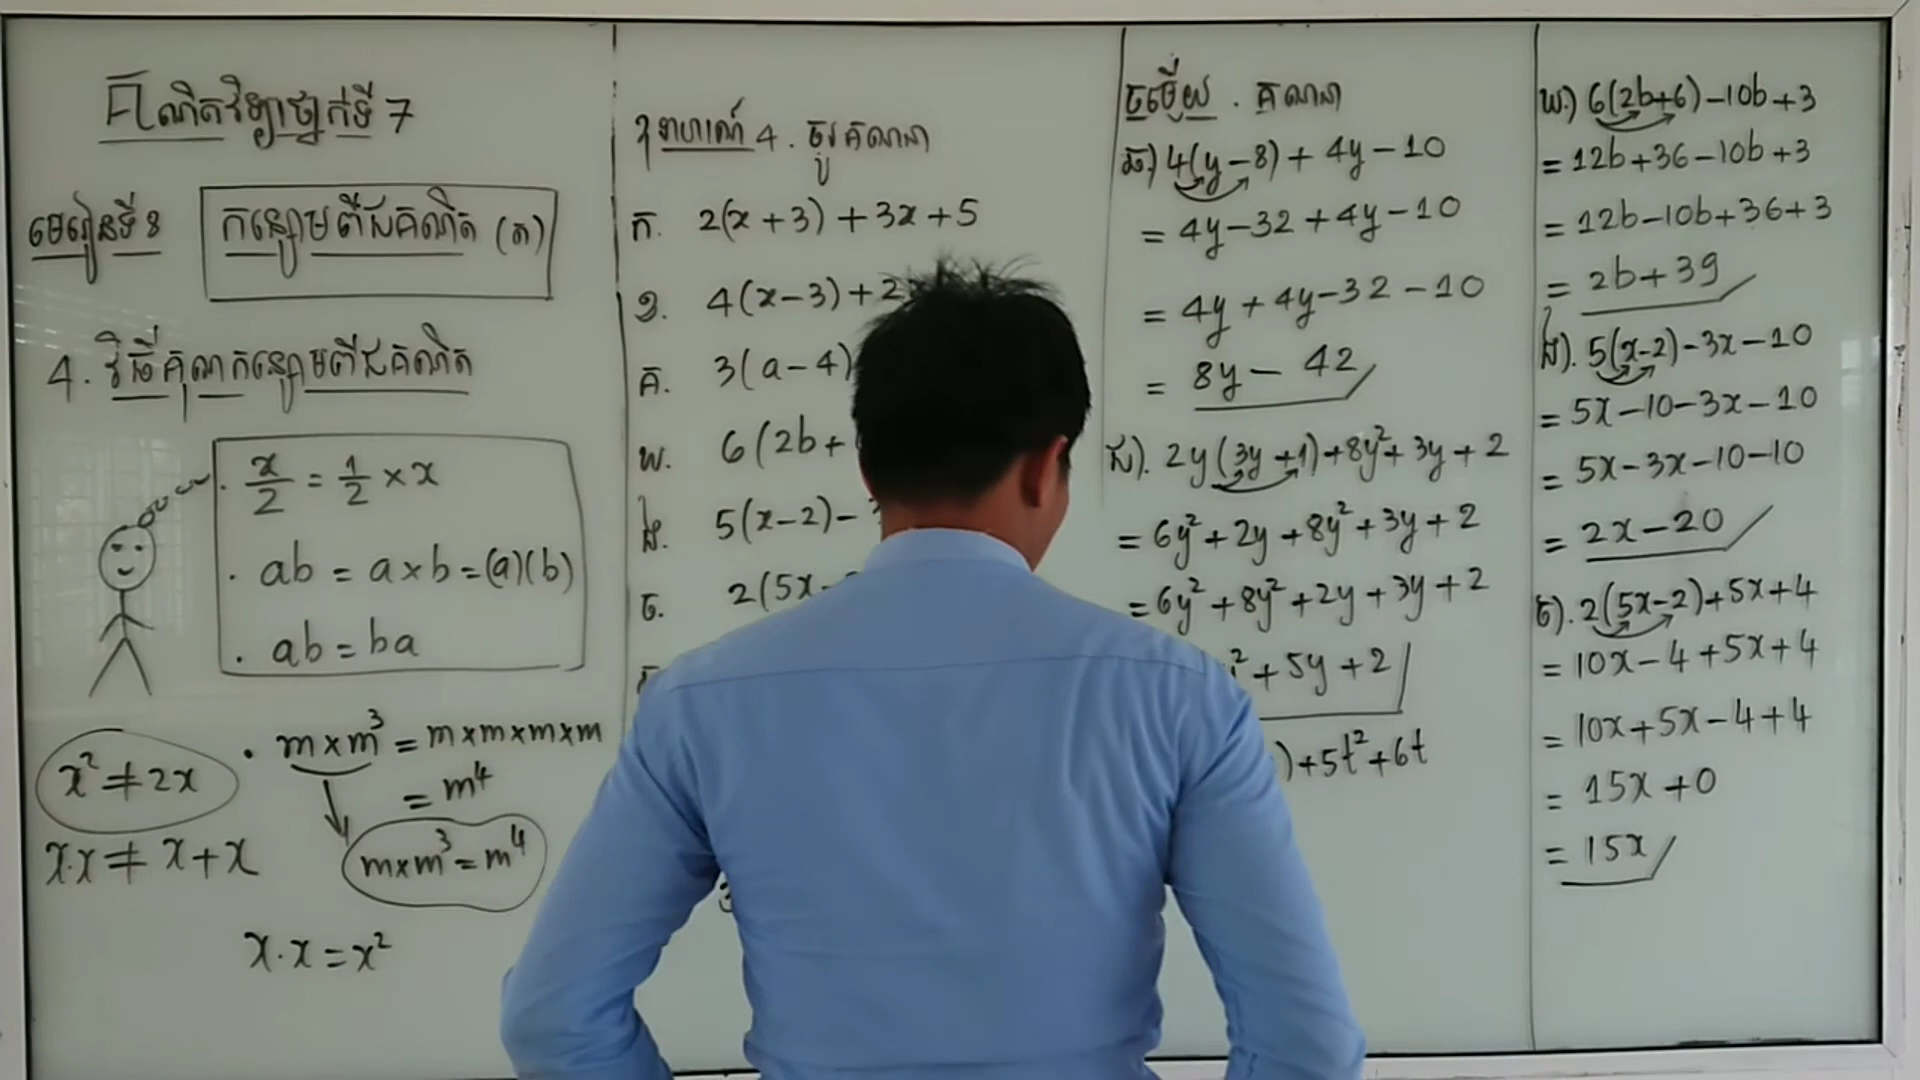 គណិតវិទ្យាថ្នាក់ទី 7
មេរៀនទី 8
កន្សោមពីជគណិត (ត)
4. វិធីគុណកន្សោមពីជគណិត
. x/2 = 1/2 × x
. ab = a×b = (a)(b)
. ab = ba
x² ≠ 2x
x.x ≠ x+x
. m×m³ = m×m×m×m
= m⁴
m×m³ = m⁴
x.x = x²
ឧទាហរណ៍ 4 . ចូរគណនា
ក. 2(x+3)+3x+5
ខ. 4(x-3)+2
គ. 3(a-4)
ឃ. 6(2b+
ង. 5(x-2)-
ច. 2(5x-
ចម្លើយ . គណនា
ឆ) 4(y-8)+4y-10
= 4y-32+4y-10
= 4y+4y-32-10
= 8y-42
ជ). 2y(3y+1)+8y²+3y+2
= 6y²+2y+8y²+3y+2
= 6y²+8y²+2y+3y+2
²+5y+2
)+5t²+6t
ឃ) 6(2b+6)-10b+3
= 12b+36-10b+3
= 12b-10b+36+3
= 2b+39
ង). 5(x-2)-3x-10
= 5x-10-3x-10
= 5x-3x-10-10
= 2x-20
ច). 2(5x-2)+5x+4
= 10x-4+5x+4
= 10x+5x-4+4
= 15x+0
= 15x